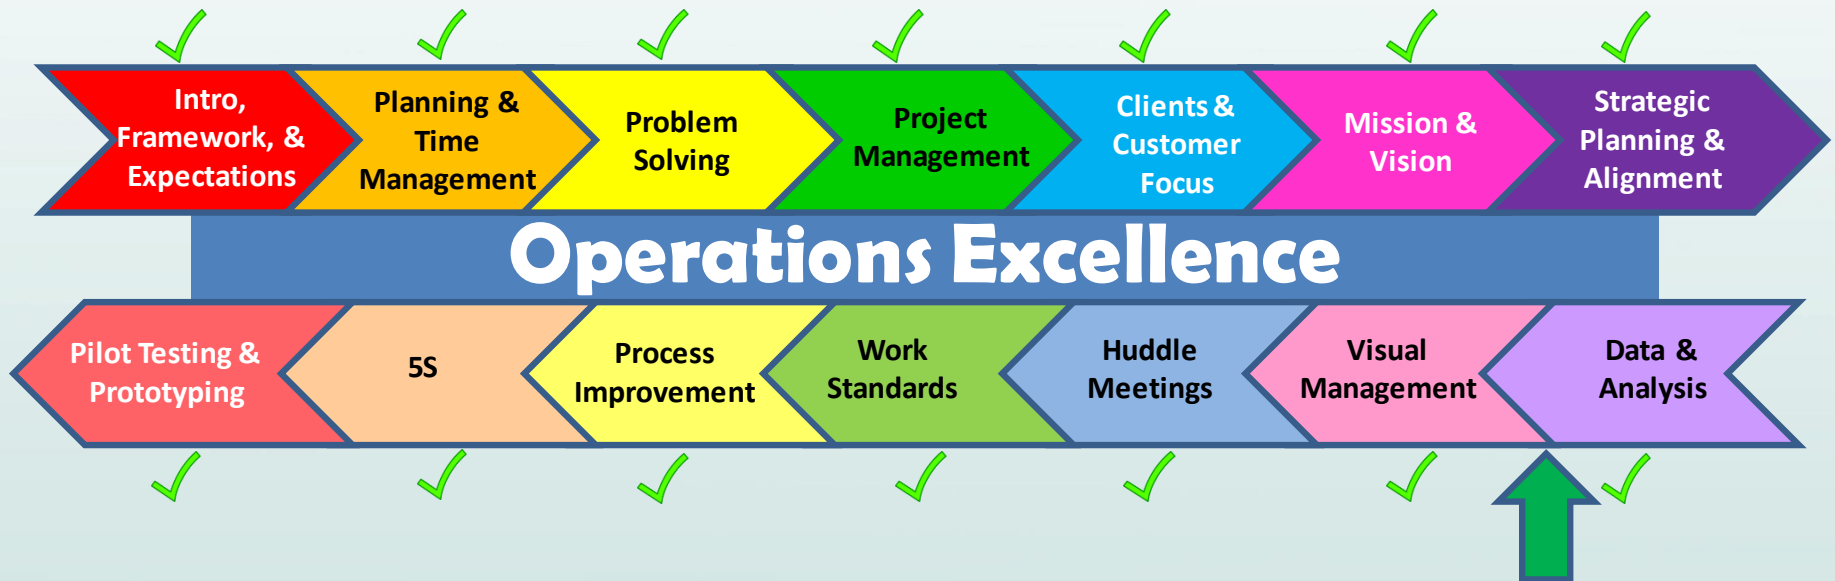 Intro,
Framework, &
Expectations
Planning &
Time
Management
Problem
Solving
Project
Management
Clients &
Customer
Focus
Mission &
Vision
Strategic
Planning &
Alignment
Operations Excellence
Pilot Testing &
Prototyping
5S
Process
Improvement
Work
Standards
Huddle
Meetings
Visual
Management
Data &
Analysis